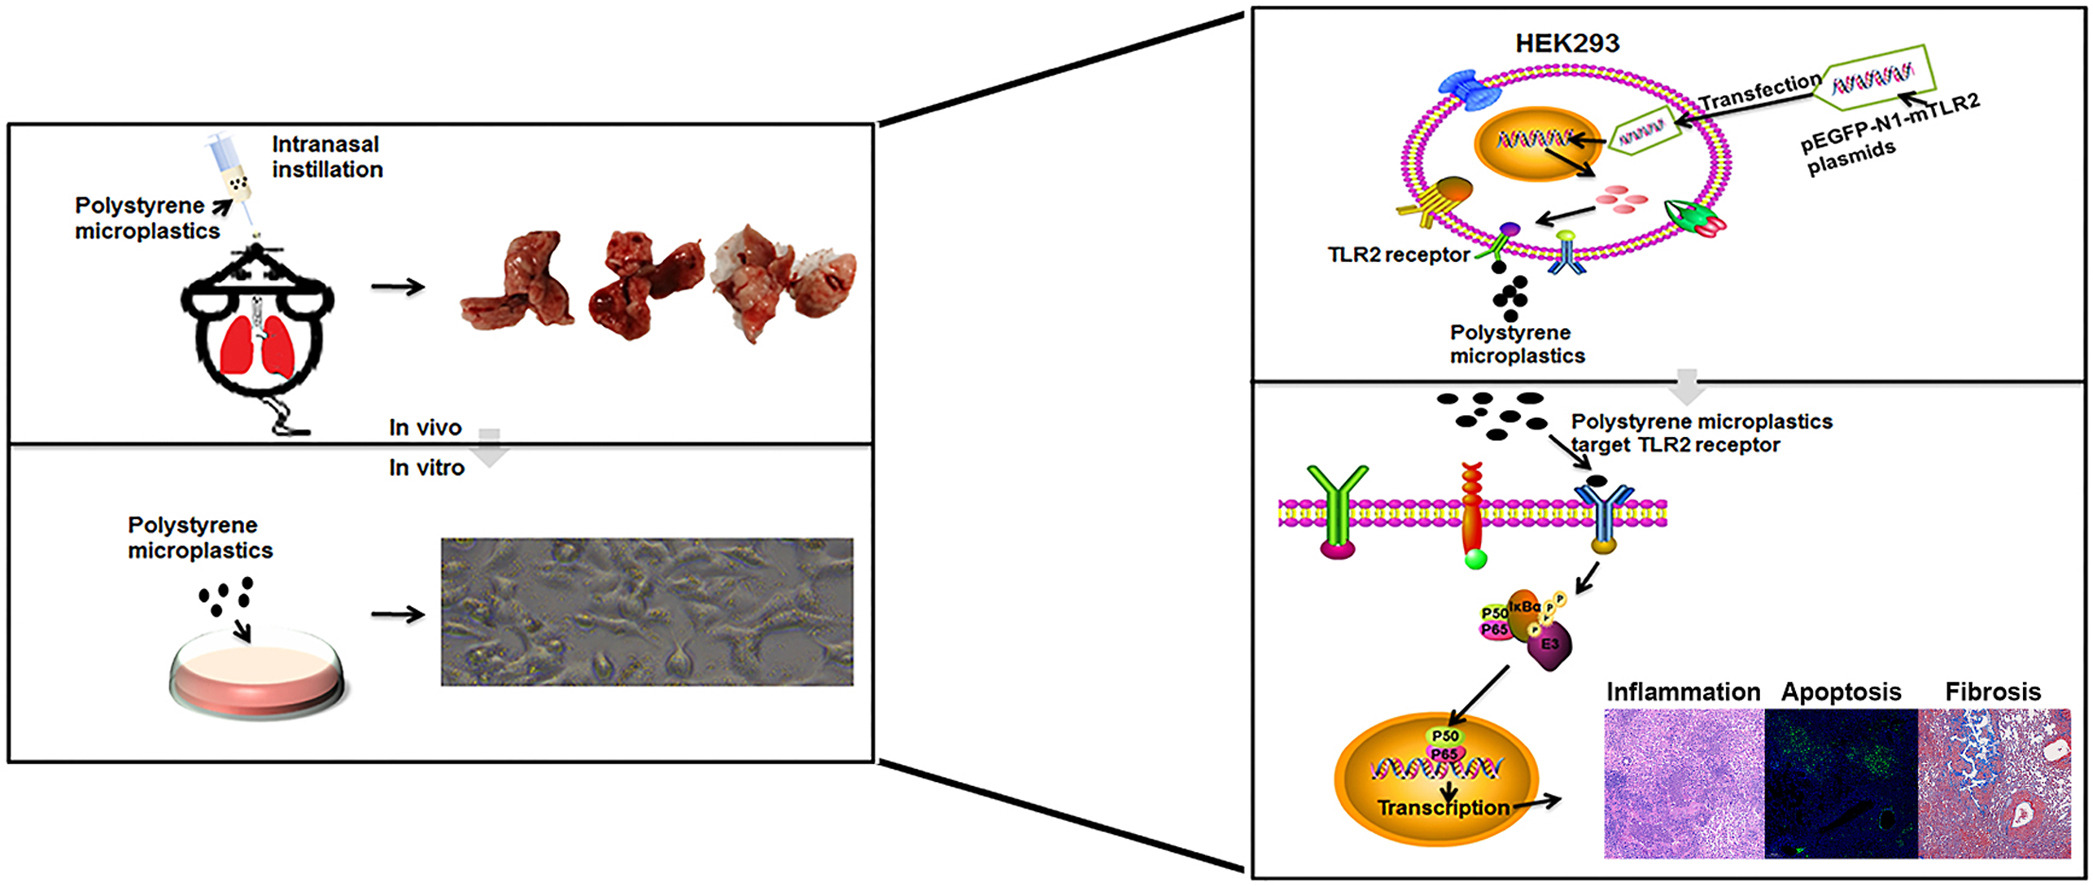 Intranasal
instillation
Polystyrene
microplastics
In vivo
In vitro
Polystyrene
microplastics
HEK293
Transfection
pEGFP-N1-mTLR2
plasmids
TLR2 receptor
Polystyrene
microplastics
Polystyrene microplastics
target TLR2 receptor
P50
IκBα
P
P
P
P
P65
E3
P50
P65
Transcription
Inflammation
Apoptosis
Fibrosis